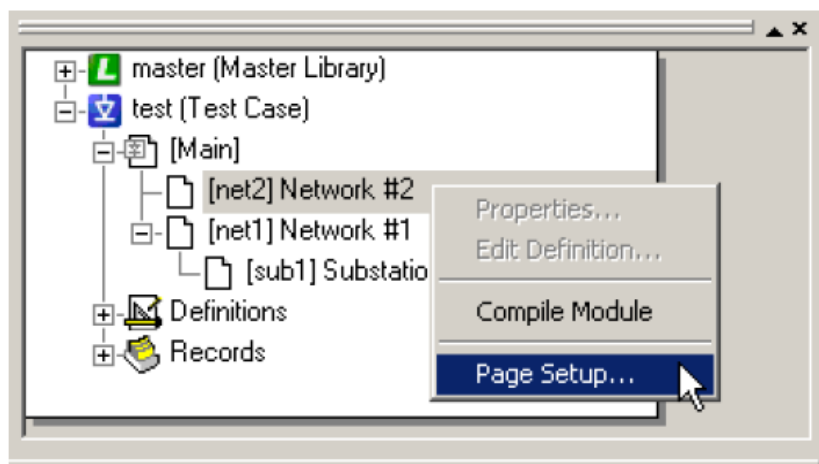 master (Master Library)
test (Test Case)
[Main]
[net2] Network #2
[net1] Network #1
[sub1] Substatio
Definitions
Records
Properties...
Edit Definition...
Compile Module
Page Setup...